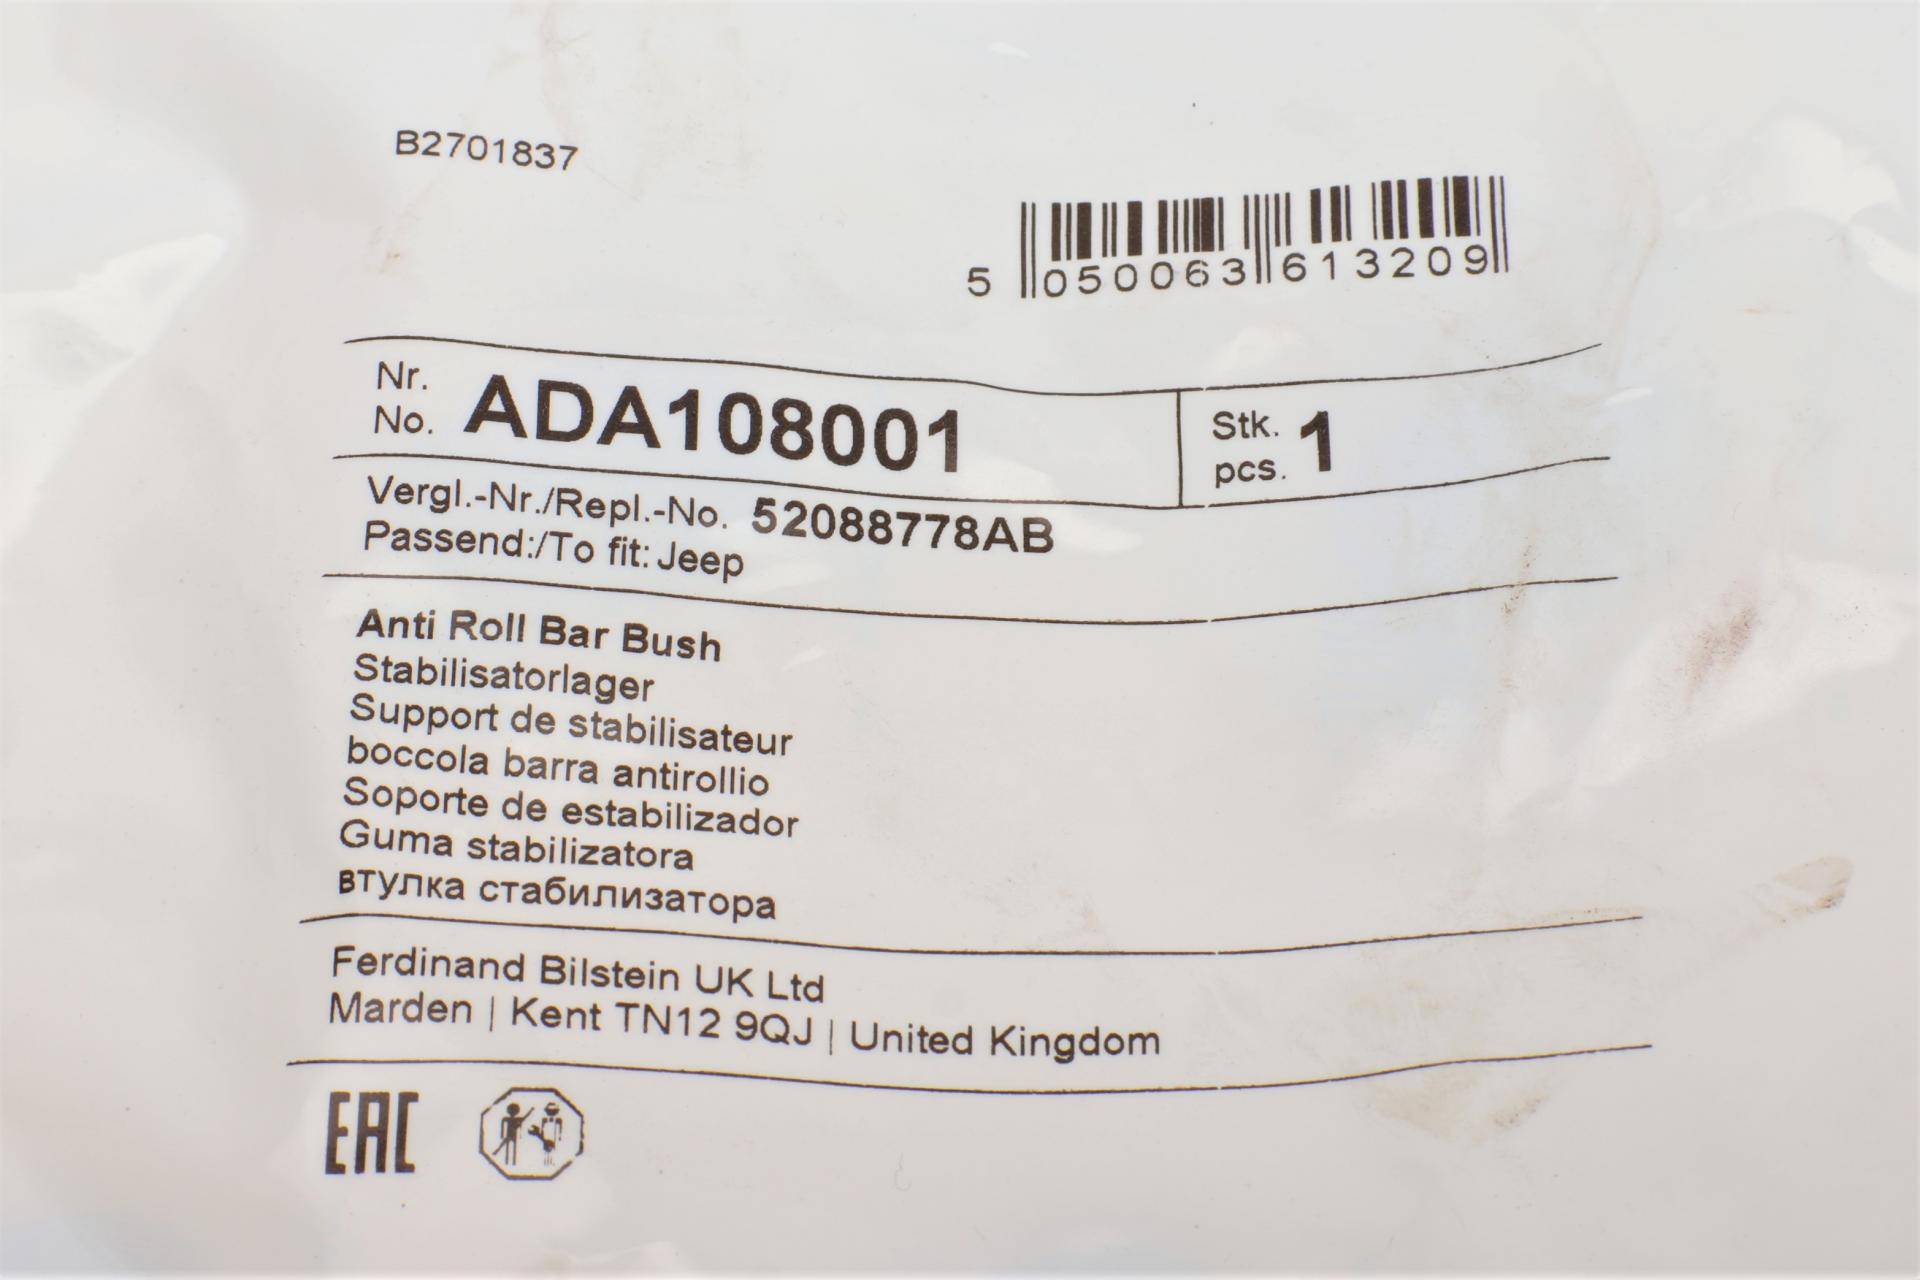 B2701837
5 050063 613209
Nr.
No. ADA108001
Stk.
pcs. 1
Vergl.-Nr./Repl.-No. 52088778AB
Passend:/To fit: Jeep
Anti Roll Bar Bush
Stabilisatorlager
Support de stabilisateur
boccola barra antirollio
Soporte de estabilizador
Guma stabilizatora
втулка стабилизатора
Ferdinand Bilstein UK Ltd
Marden | Kent TN12 9QJ | United Kingdom
EAC